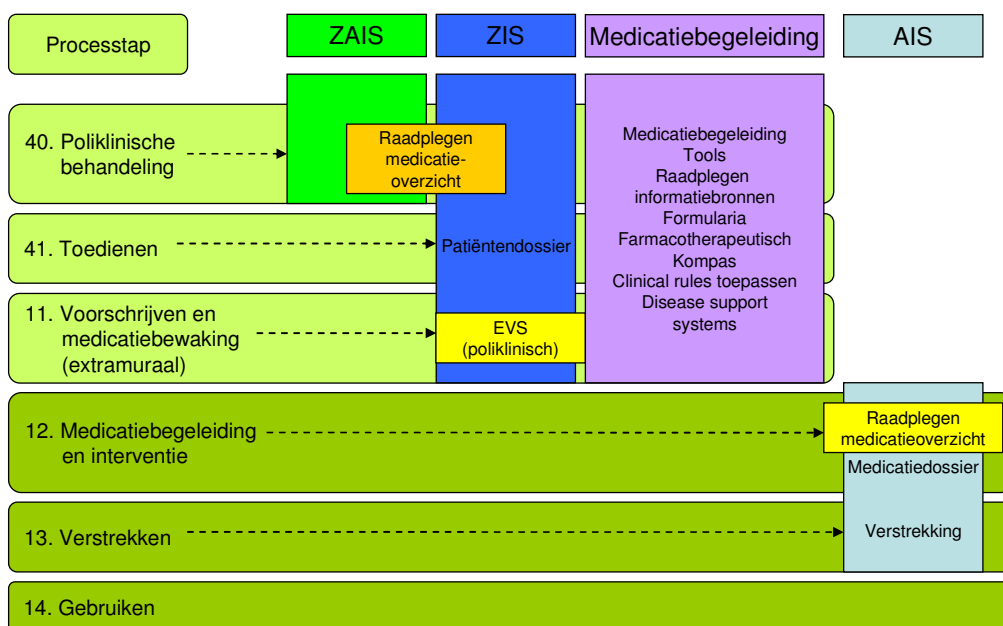 Processtap
ZAIS
ZIS
Medicatiebegeleiding
AIS
40. Poliklinische
behandeling
Raadplegen
medicatie-
overzicht
Medicatiebegeleiding
Tools
Raadplegen
informatiebronnen
Formularia
Farmacotherapeutisch
Kompas
Clinical rules toepassen
Disease support
systems
41. Toedienen
Patiëntendossier
11. Voorschrijven en
medicatiebewaking
(extramuraal)
EVS
(poliklinisch)
12. Medicatiebegeleiding
en interventie
Raadplegen
medicatieoverzicht
Medicatiedossier
13. Verstrekken
Verstrekking
14. Gebruiken